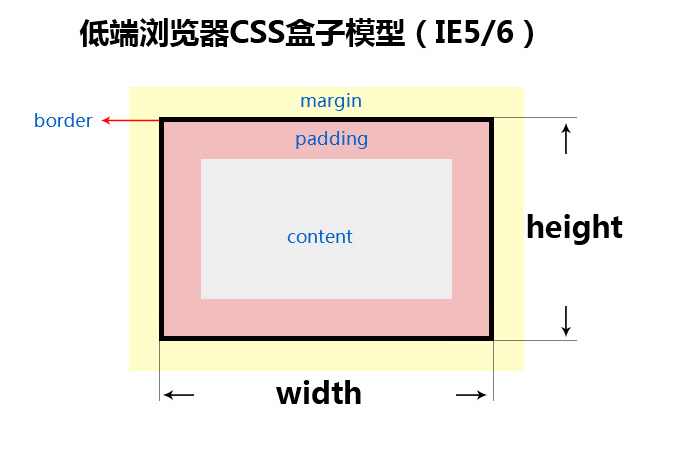 低端浏览器CSS盒子模型（IE5/6）
margin
border
padding
content
height
width